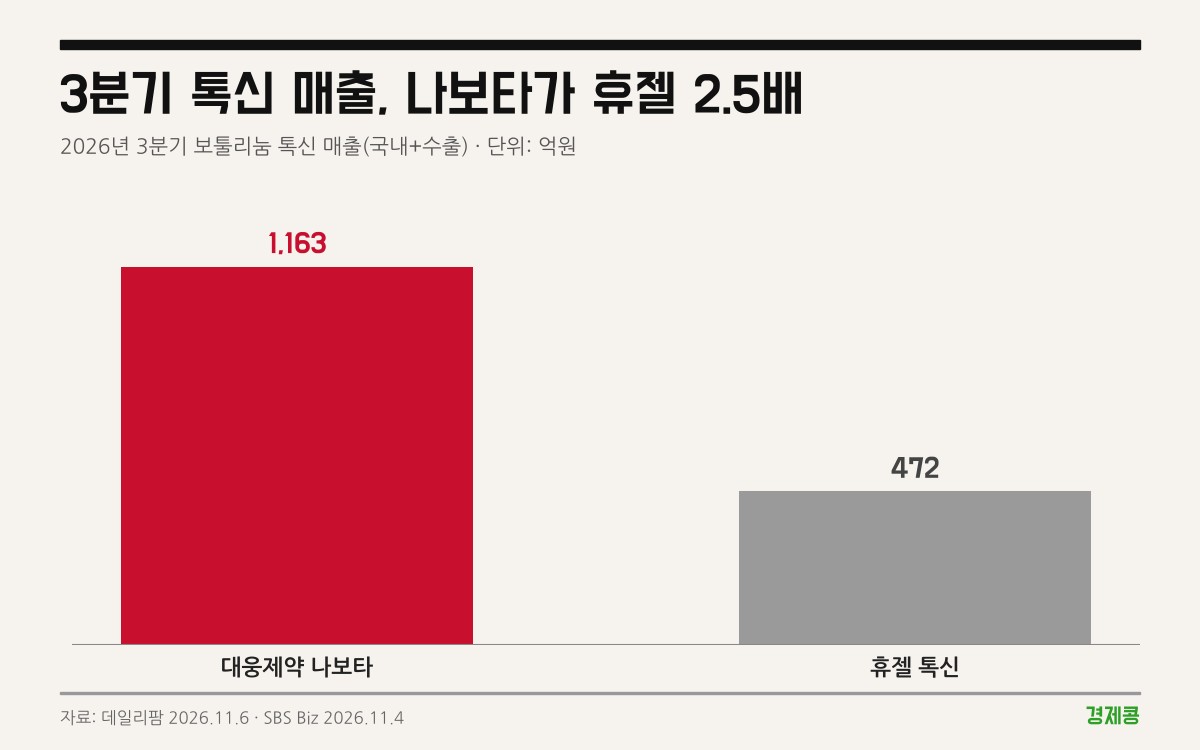 3분기 톡신 매출, 나보타가 휴젤 2.5배
2026년 3분기 보툴리눔 톡신 매출(국내+수출) · 단위: 억원
1,163
472
대웅제약 나보타
휴젤 톡신
자료: 데일리팜 2026.11.6 · SBS Biz 2026.11.4
경제콩